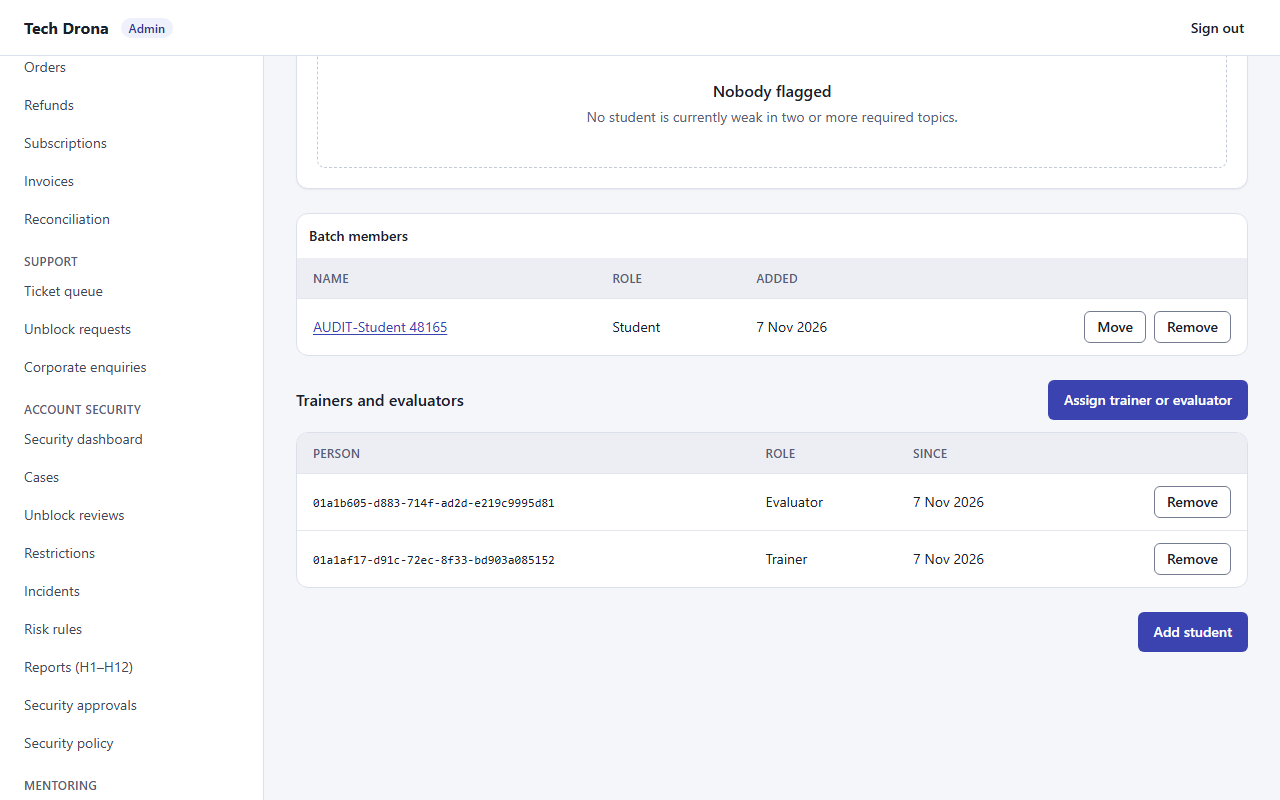 Tech Drona Admin Sign out
Orders
Refunds
Subscriptions
Invoices
Reconciliation
SUPPORT
Ticket queue
Unblock requests
Corporate enquiries
ACCOUNT SECURITY
Security dashboard
Cases
Unblock reviews
Restrictions
Incidents
Risk rules
Reports (H1–H12)
Security approvals
Security policy
MENTORING
Nobody flagged
No student is currently weak in two or more required topics.
Batch members
NAME ROLE ADDED
AUDIT-Student 48165 Student 7 Nov 2026 Move Remove
Trainers and evaluators Assign trainer or evaluator
PERSON ROLE SINCE
01a1b605-d883-714f-ad2d-e219c9995d81 Evaluator 7 Nov 2026 Remove
01a1af17-d91c-72ec-8f33-bd903a085152 Trainer 7 Nov 2026 Remove
Add student